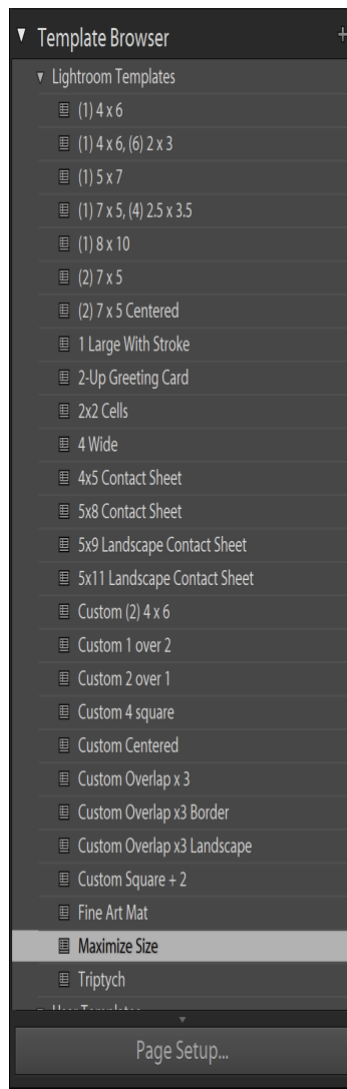 Template Browser +
Lightroom Templates
(1) 4 x 6
(1) 4 x 6, (6) 2 x 3
(1) 5 x 7
(1) 7 x 5, (4) 2.5 x 3.5
(1) 8 x 10
(2) 7 x 5
(2) 7 x 5 Centered
1 Large With Stroke
2-Up Greeting Card
2x2 Cells
4 Wide
4x5 Contact Sheet
5x8 Contact Sheet
5x9 Landscape Contact Sheet
5x11 Landscape Contact Sheet
Custom (2) 4 x 6
Custom 1 over 2
Custom 2 over 1
Custom 4 square
Custom Centered
Custom Overlap x 3
Custom Overlap x3 Border
Custom Overlap x3 Landscape
Custom Square + 2
Fine Art Mat
Maximize Size
Triptych
User Templates
Page Setup...